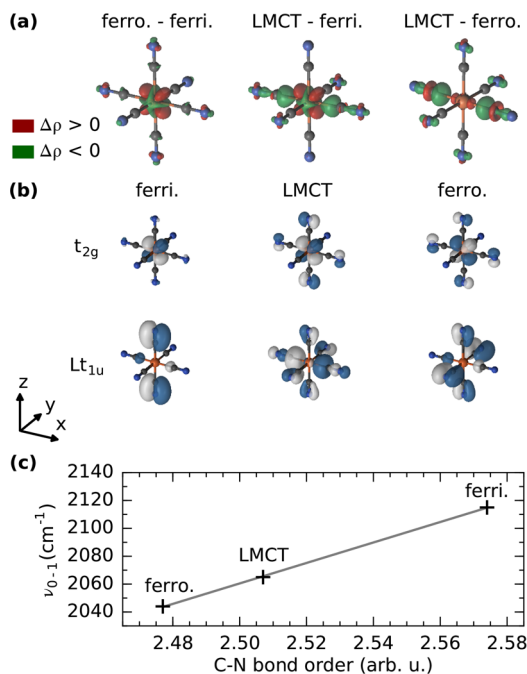 (a) ferro. - ferri. LMCT - ferri. LMCT - ferro.
Δρ > 0
Δρ < 0
(b) ferri. LMCT ferro.
t2g
Lt1u
z
y
x
(c)
2140
2120
2100
2080
2060
2040
ν0-1(cm-1)
ferri.
LMCT
ferro.
2.48 2.50 2.52 2.54 2.56 2.58
C-N bond order (arb. u.)